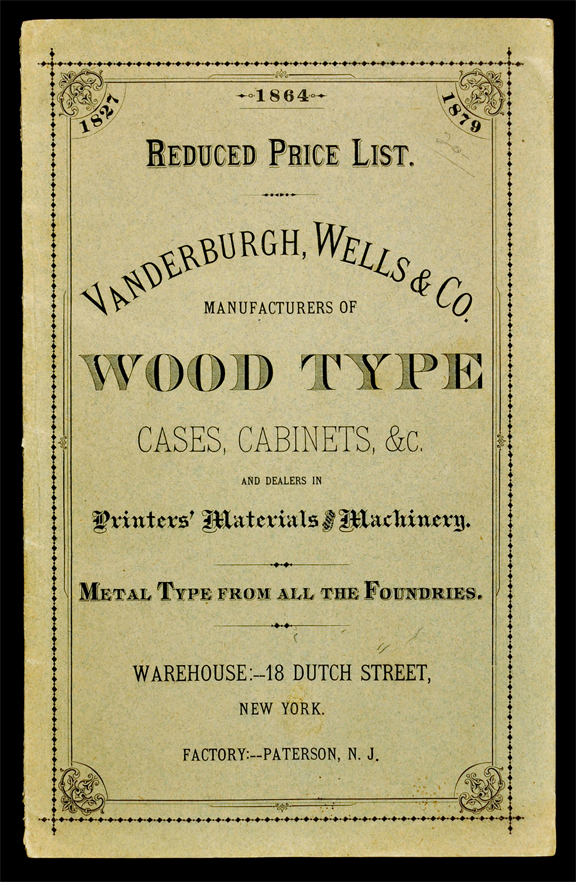 1827
1864
1879
REDUCED PRICE LIST.
VANDERBURGH, WELLS & CO.
MANUFACTURERS OF
WOOD TYPE
CASES, CABINETS, &C.
AND DEALERS IN
Printers' Materials and Machinery.
METAL TYPE FROM ALL THE FOUNDRIES.
WAREHOUSE:--18 DUTCH STREET,
NEW YORK.
FACTORY:--PATERSON, N. J.